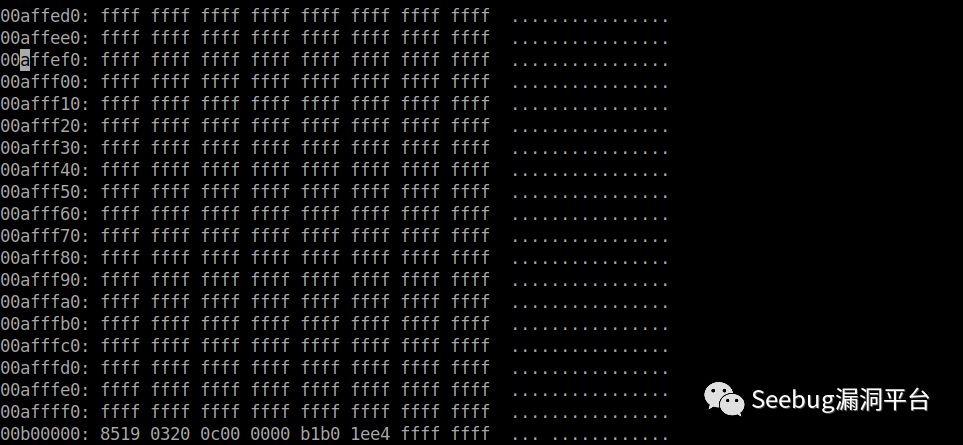 00affed0: ffff ffff ffff ffff ffff ffff ffff ffff  ................
00affee0: ffff ffff ffff ffff ffff ffff ffff ffff  ................
00affef0: ffff ffff ffff ffff ffff ffff ffff ffff  ................
00afff00: ffff ffff ffff ffff ffff ffff ffff ffff  ................
00afff10: ffff ffff ffff ffff ffff ffff ffff ffff  ................
00afff20: ffff ffff ffff ffff ffff ffff ffff ffff  ................
00afff30: ffff ffff ffff ffff ffff ffff ffff ffff  ................
00afff40: ffff ffff ffff ffff ffff ffff ffff ffff  ................
00afff50: ffff ffff ffff ffff ffff ffff ffff ffff  ................
00afff60: ffff ffff ffff ffff ffff ffff ffff ffff  ................
00afff70: ffff ffff ffff ffff ffff ffff ffff ffff  ................
00afff80: ffff ffff ffff ffff ffff ffff ffff ffff  ................
00afff90: ffff ffff ffff ffff ffff ffff ffff ffff  ................
00afffa0: ffff ffff ffff ffff ffff ffff ffff ffff  ................
00afffb0: ffff ffff ffff ffff ffff ffff ffff ffff  ................
00afffc0: ffff ffff ffff ffff ffff ffff ffff ffff  ................
00afffd0: ffff ffff ffff ffff ffff ffff ffff ffff  ................
00afffe0: ffff ffff ffff ffff ffff ffff ffff ffff  ................
00affff0: ffff ffff ffff ffff ffff ffff ffff ffff  ................
00b00000: 8519 0320 0c00 0000 b1b0 1ee4 ffff ffff  ... ............
Seebug漏洞平台